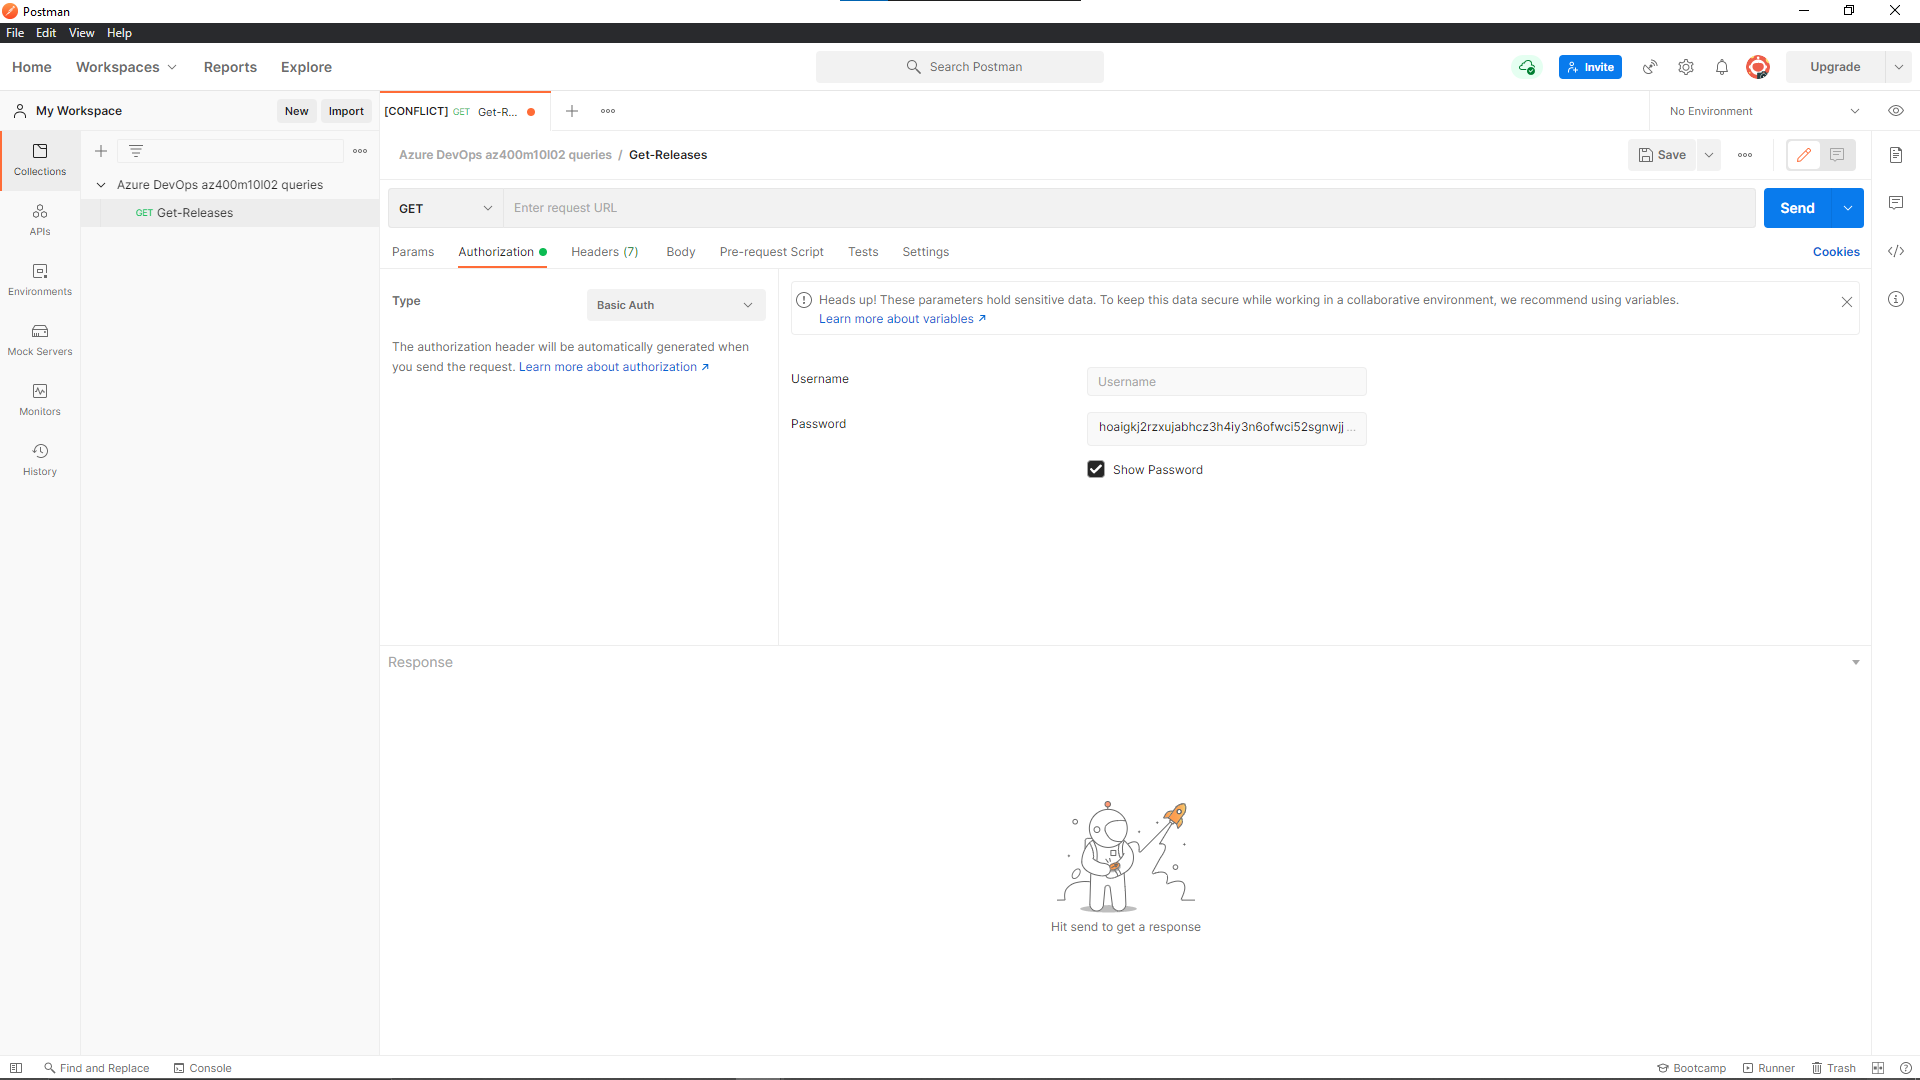 Postman
File Edit View Help
Home Workspaces Reports Explore
Search Postman
Invite
Upgrade
My Workspace
New
Import
[CONFLICT] GET Get-R...
No Environment
Collections
Azure DevOps az400m10l02 queries
GET Get-Releases
APIs
Environments
Mock Servers
Monitors
History
Azure DevOps az400m10l02 queries / Get-Releases
Save
GET
Enter request URL
Send
Params Authorization Headers (7) Body Pre-request Script Tests Settings
Cookies
Type
Basic Auth
The authorization header will be automatically generated when
you send the request. Learn more about authorization ↗
Heads up! These parameters hold sensitive data. To keep this data secure while working in a collaborative environment, we recommend using variables.
Learn more about variables ↗
Username
Username
Password
hoaigkj2rzxujabhcz3h4iy3n6ofwci52sgnwjj ...
Show Password
Response
Hit send to get a response
Find and Replace
Console
Bootcamp
Runner
Trash